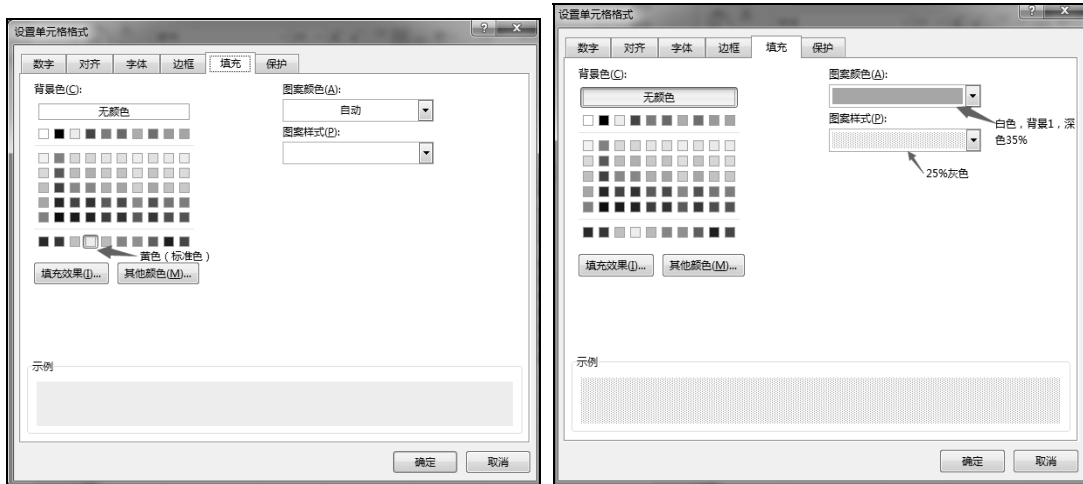 设置单元格格式
数字 对齐 字体 边框 填充 保护
背景色(C):
无颜色
图案颜色(A):
自动
图案样式(P):
黄色（标准色）
填充效果(I)... 其他颜色(M)...
示例
确定 取消
设置单元格格式
数字 对齐 字体 边框 填充 保护
背景色(C):
无颜色
图案颜色(A):
图案样式(P):
白色，背景1，深
色35%
25%灰色
填充效果(I)... 其他颜色(M)...
示例
确定 取消